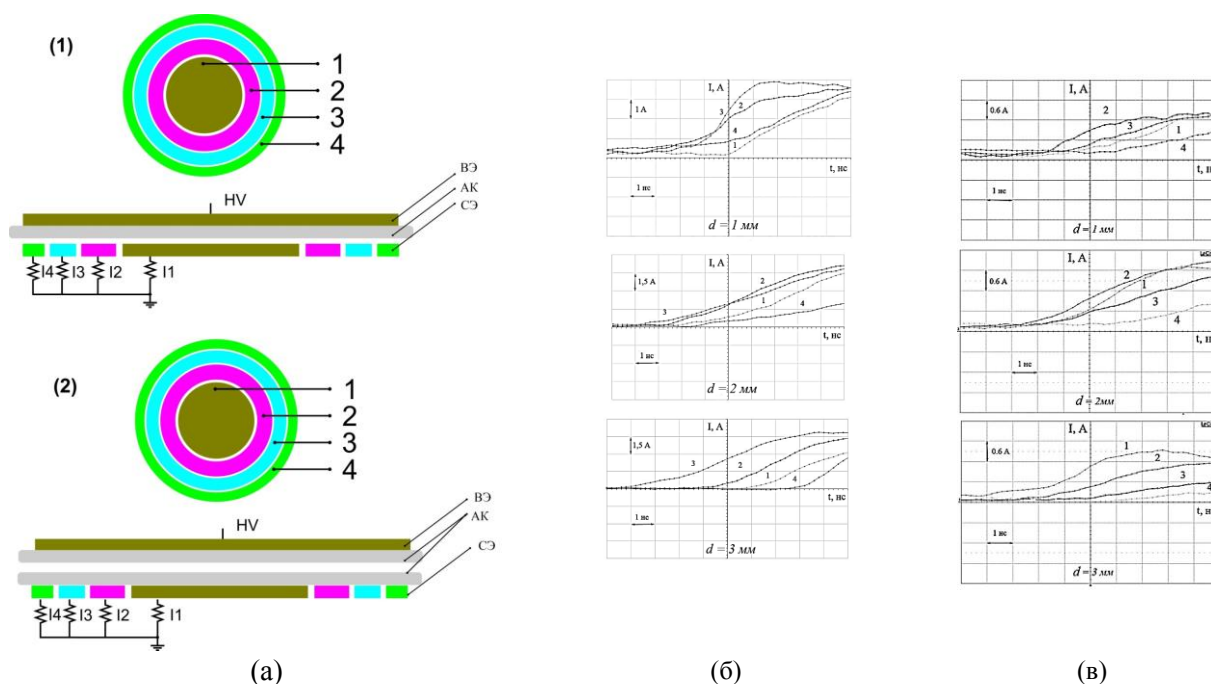 (1)
1
2
3
4
ВЭ
АК
СЭ
HV
I4 I3 I2 I1
(2)
1
2
3
4
ВЭ
АК
СЭ
HV
I4 I3 I2 I1
(а)
I, А
1 А
3 2
4
1
t, нс
1 нс
d = 1 мм
I, А
1,5 А
2
3 1 4
t, нс
1 нс
d = 2 мм
I, А
1,5 А
3 2 1 4
t, нс
1 нс
d = 3 мм
(б)
I, А
0.6 А
2 3 1
4
t, нс
1 нс
d = 1 мм
I, А
0.6 А
2 1
3
4
t, нс
1 нс
d = 2мм
I, А
0.6 А
1
2
3
4
t, нс
1 нс
d = 3 мм
(в)